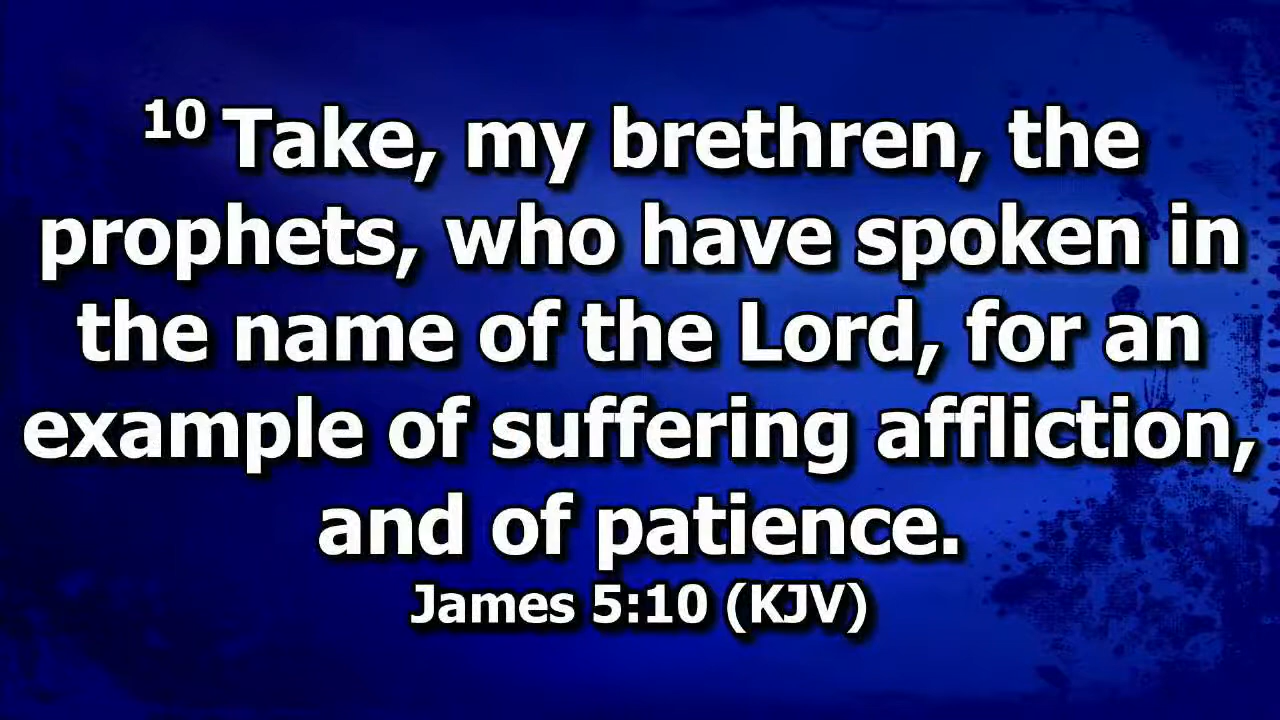 10 Take, my brethren, the
prophets, who have spoken in
the name of the Lord, for an
example of suffering affliction,
and of patience.
James 5:10 (KJV)